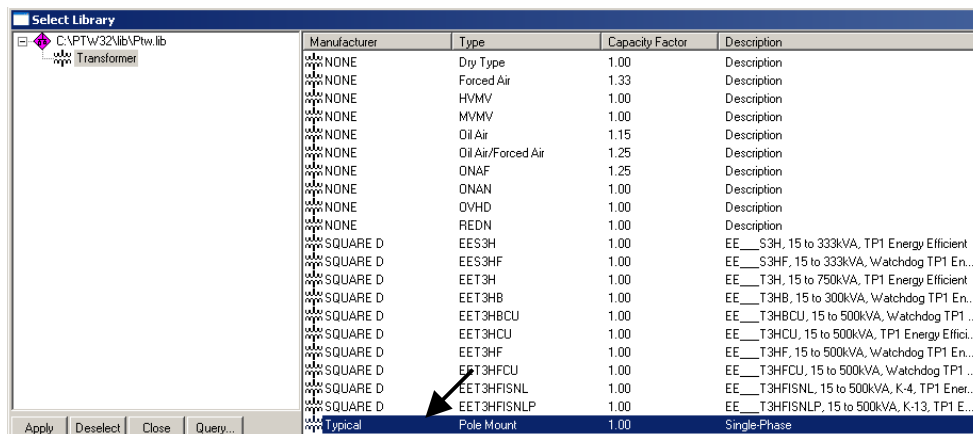 Select Library
C:\PTW32\lib\Ptw.lib
Transformer
Manufacturer Type Capacity Factor Description
NONE Dry Type 1.00 Description
NONE Forced Air 1.33 Description
NONE HVMV 1.00 Description
NONE MVMV 1.00 Description
NONE Oil Air 1.15 Description
NONE Oil Air/Forced Air 1.25 Description
NONE ONAF 1.25 Description
NONE ONAN 1.00 Description
NONE OVHD 1.00 Description
NONE REDN 1.00 Description
SQUARE D EES3H 1.00 EE___S3H, 15 to 333kVA, TP1 Energy Efficient
SQUARE D EES3HF 1.00 EE___S3HF, 15 to 333kVA, Watchdog TP1 En...
SQUARE D EET3H 1.00 EE___T3H, 15 to 750kVA, TP1 Energy Efficient
SQUARE D EET3HB 1.00 EE___T3HB, 15 to 300kVA, Watchdog TP1 En...
SQUARE D EET3HBCU 1.00 EE___T3HBCU, 15 to 500kVA, Watchdog TP1 ...
SQUARE D EET3HCU 1.00 EE___T3HCU, 15 to 500kVA, TP1 Energy Effici...
SQUARE D EET3HF 1.00 EE___T3HF, 15 to 500kVA, Watchdog TP1 En...
SQUARE D EET3HFCU 1.00 EE___T3HFCU, 15 to 500kVA, Watchdog TP1 ...
SQUARE D EET3HFISNL 1.00 EE___T3HFISNL, 15 to 500kVA, K-4, TP1 Ener...
SQUARE D EET3HFISNLP 1.00 EE___T3HFISNLP, 15 to 500kVA, K-13, TP1 E...
Typical Pole Mount 1.00 Single-Phase
Apply Deselect Close Query...